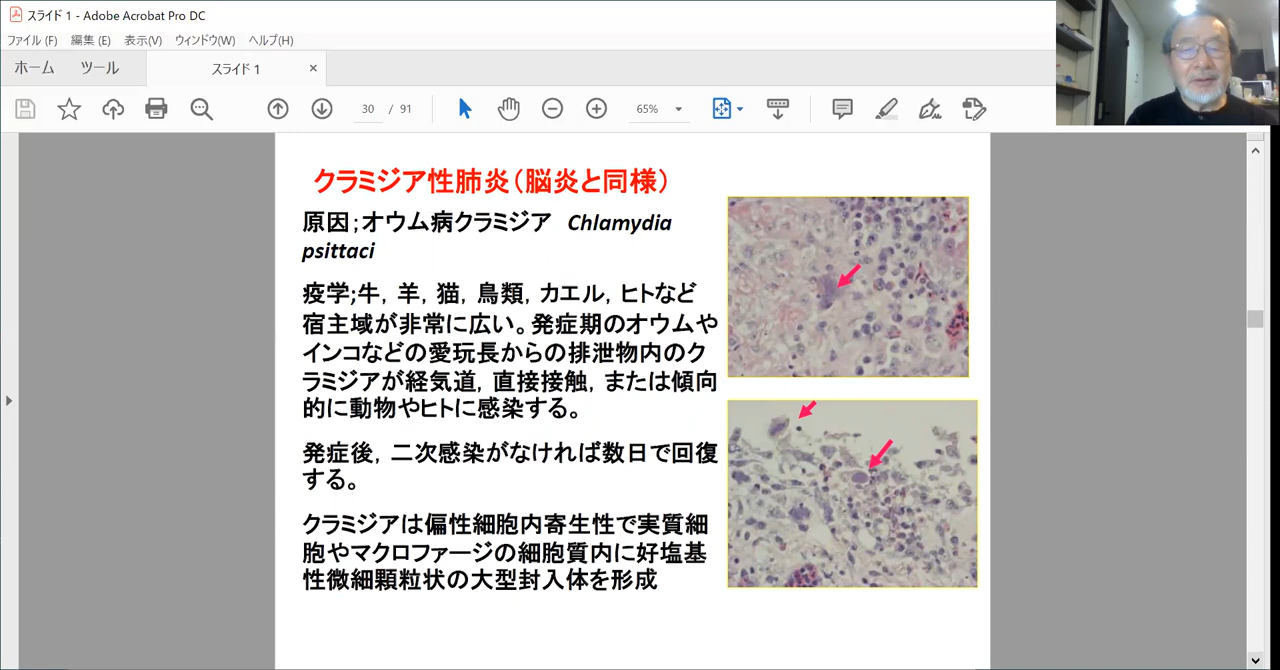 スライド 1 - Adobe Acrobat Pro DC
ファイル (F) 編集 (E) 表示(V) ウィンドウ(W) ヘルプ(H)
ホーム ツール スライド 1 ×
30 / 91 65%
クラミジア性肺炎（脳炎と同様）
原因；オウム病クラミジア Chlamydia
psittaci
疫学；牛，羊，猫，鳥類，カエル，ヒトなど
宿主域が非常に広い。発症期のオウムや
インコなどの愛玩長からの排泄物内のク
ラミジアが経気道，直接接触，または傾向
的に動物やヒトに感染する。
発症後，二次感染がなければ数日で回復
する。
クラミジアは偏性細胞内寄生性で実質細
胞やマクロファージの細胞質内に好塩基
性微細顆粒状の大型封入体を形成